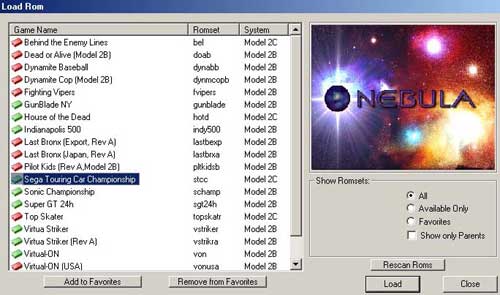 Load Rom
Game Name Romset System
Behind the Enemy Lines bel Model 2C
Dead or Alive (Model 2B) doab Model 2B
Dynamite Baseball dynabb Model 2B
Dynamite Cop (Model 2B) dynmcopb Model 2B
Fighting Vipers fvipers Model 2B
GunBlade NY gunblade Model 2B
House of the Dead hotd Model 2C
Indianapolis 500 indy500 Model 2B
Last Bronx (Export, Rev A) lastbexp Model 2B
Last Bronx (Japan, Rev A) lastbrxa Model 2B
Pilot Kids (Rev A,Model 2B) pltkidsb Model 2B
Sega Touring Car Championship stcc Model 2C
Sonic Championship schamp Model 2B
Super GT 24h sgt24h Model 2B
Top Skater topskatr Model 2C
Virtua Striker vstriker Model 2B
Virtua Striker (Rev A) vstrikra Model 2B
Virtual-ON von Model 2B
Virtual-ON (USA) vonusa Model 2B
Add to Favorites
Remove from Favorites
NEBULA
Show Romsets:
All
Available Only
Favorites
Show only Parents
Rescan Roms
Load
Close